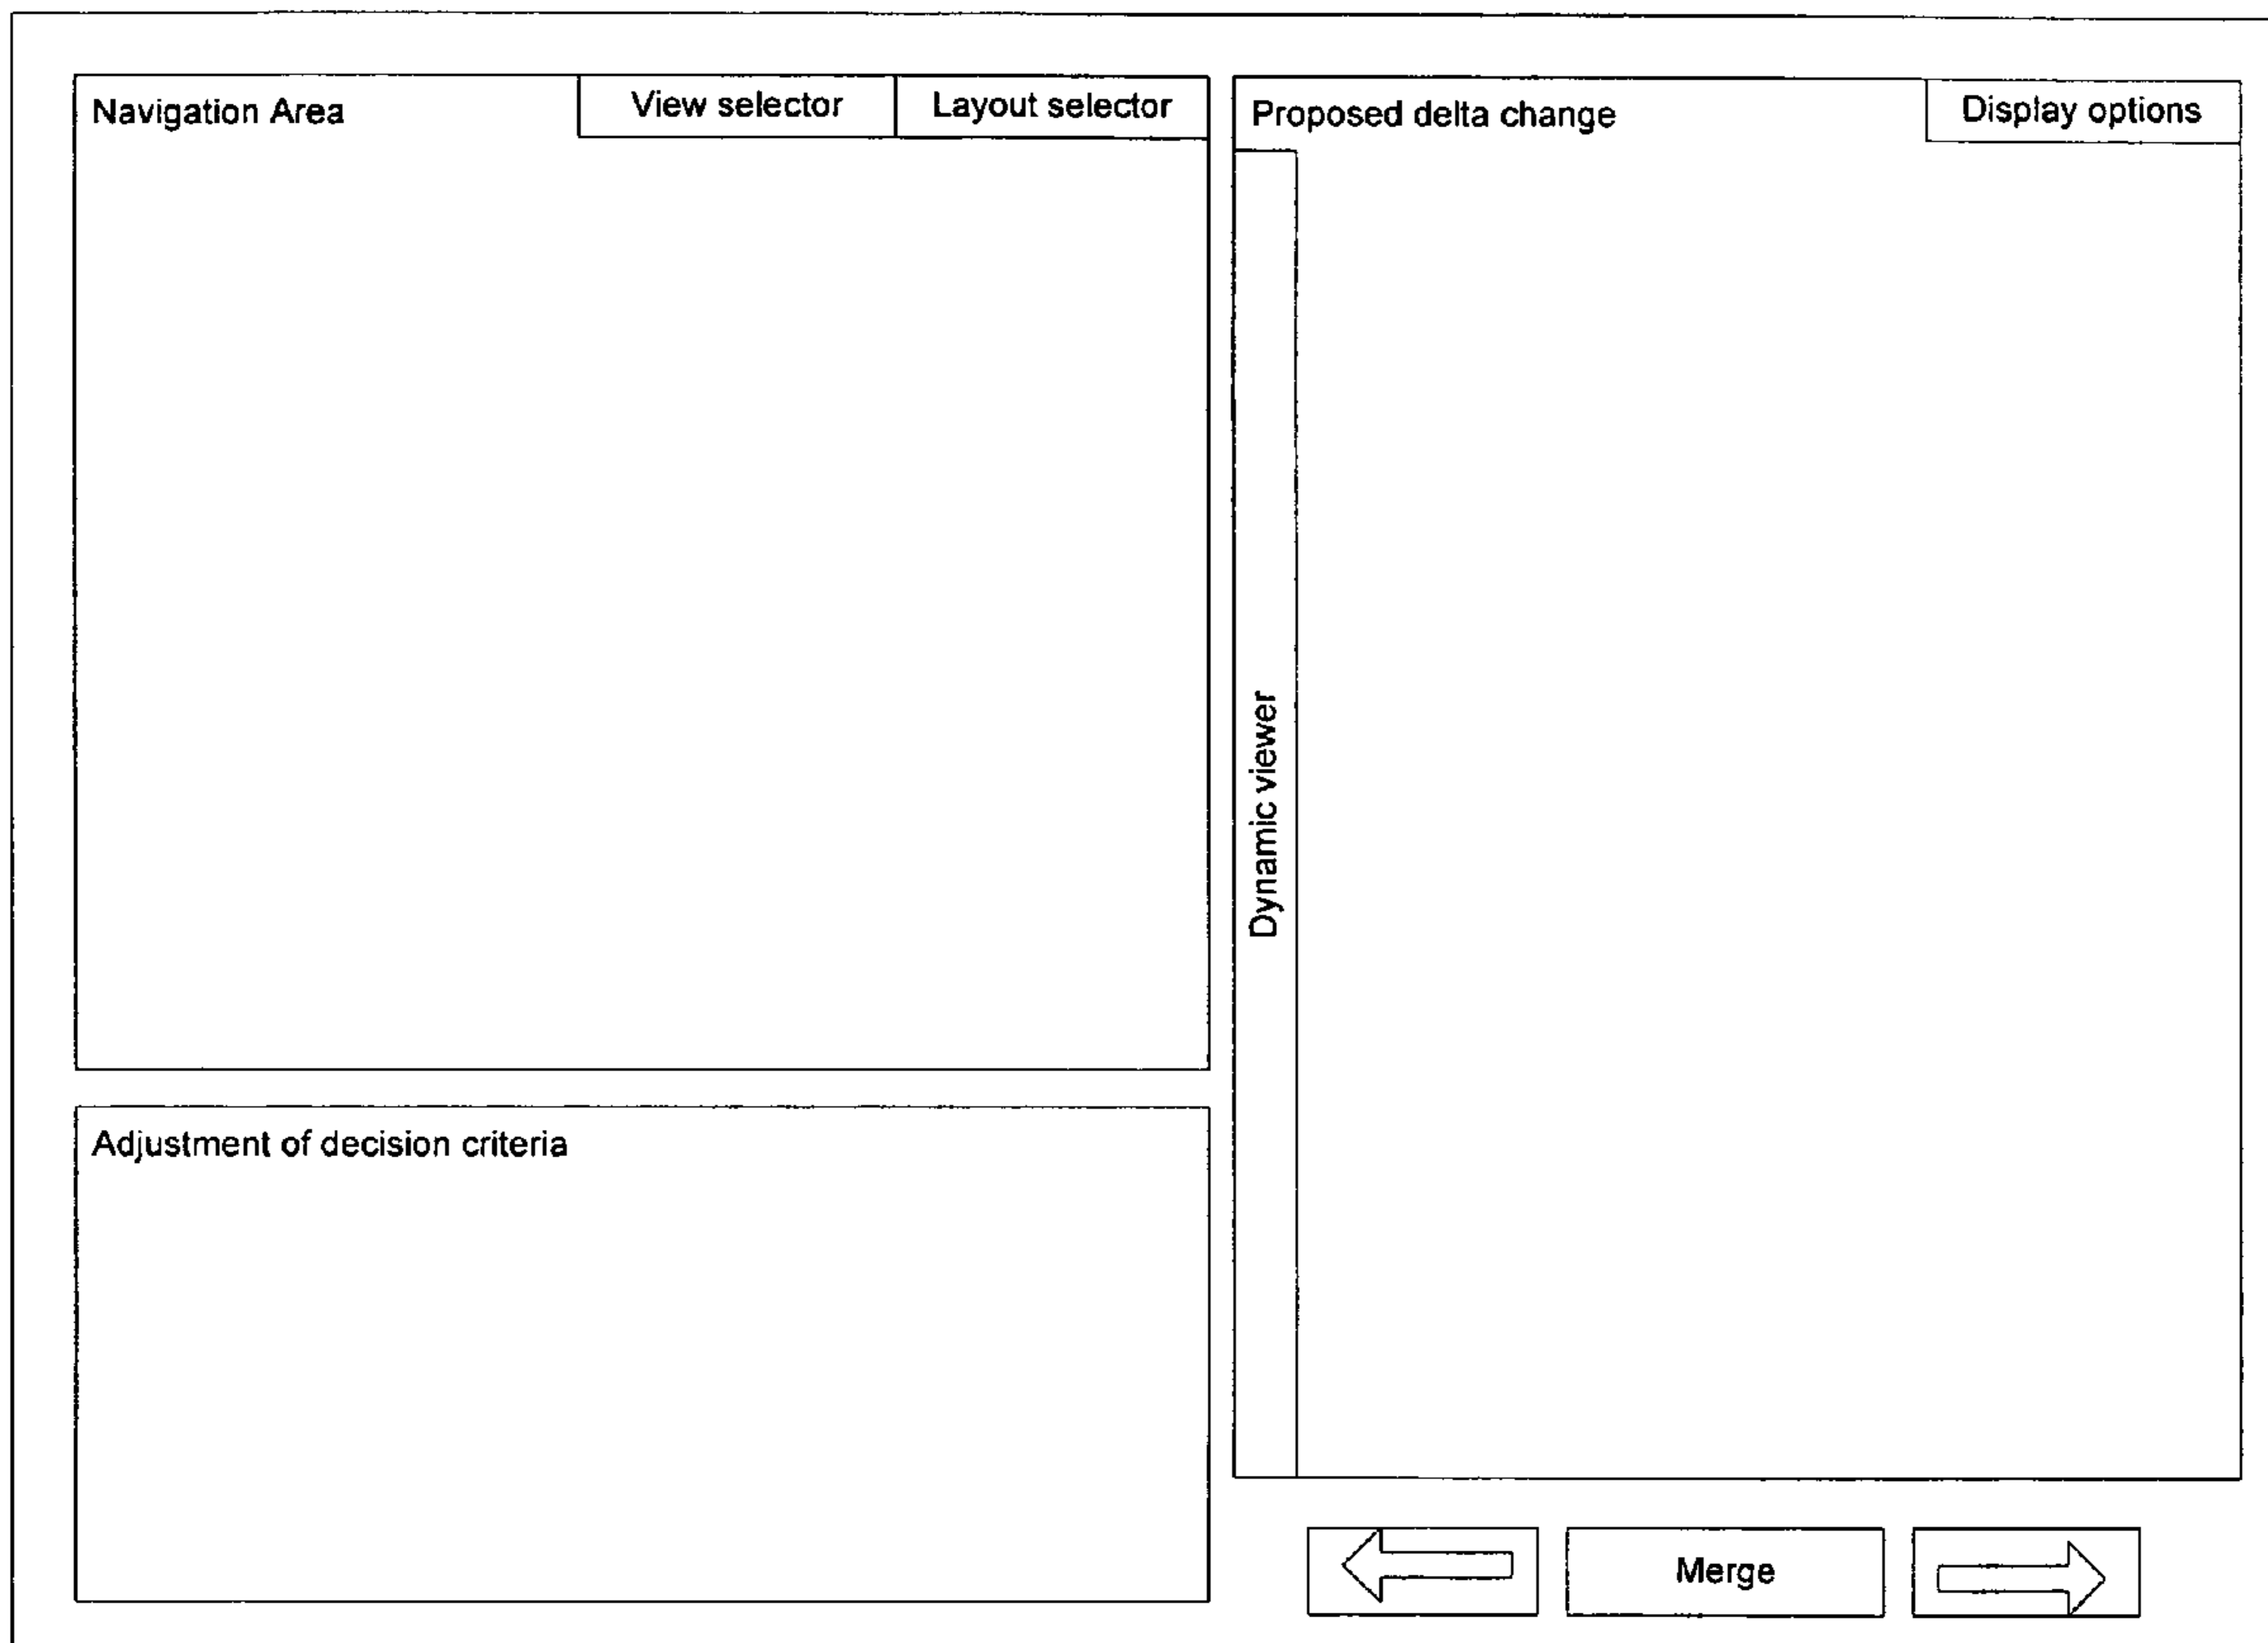 Navigation Area
View selector
Layout selector
Proposed delta change
Display options
Dynamic viewer
Adjustment of decision criteria
Merge